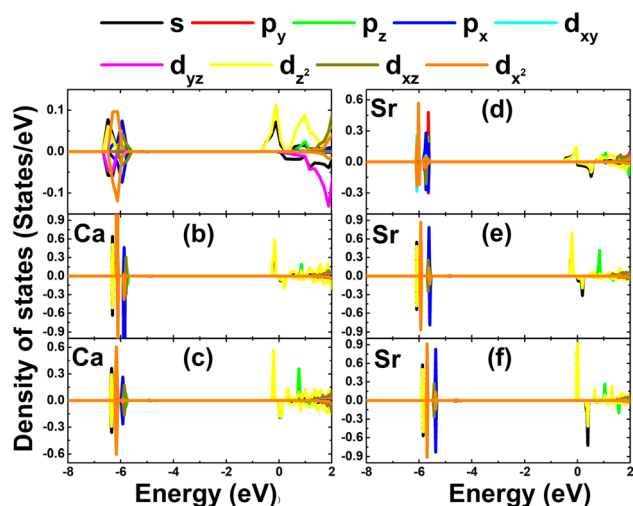 s p_y p_z p_x d_xy
d_yz d_z² d_xz d_x²
Density of states (States/eV)
0.1
0.0
-0.1
Sr (d)
0.6
0.3
0.0
-0.3
Ca (b)
0.9
0.6
0.3
0.0
-0.3
-0.6
-0.9
Sr (e)
0.9
0.6
0.3
0.0
-0.3
-0.6
-0.9
Ca (c)
0.6
0.3
0.0
-0.3
-0.6
-8 -6 -4 -2 0 2
Energy (eV)
Sr (f)
0.9
0.6
0.3
0.0
-0.3
-0.6
-0.9
-8 -6 -4 -2 0 2
Energy (eV)